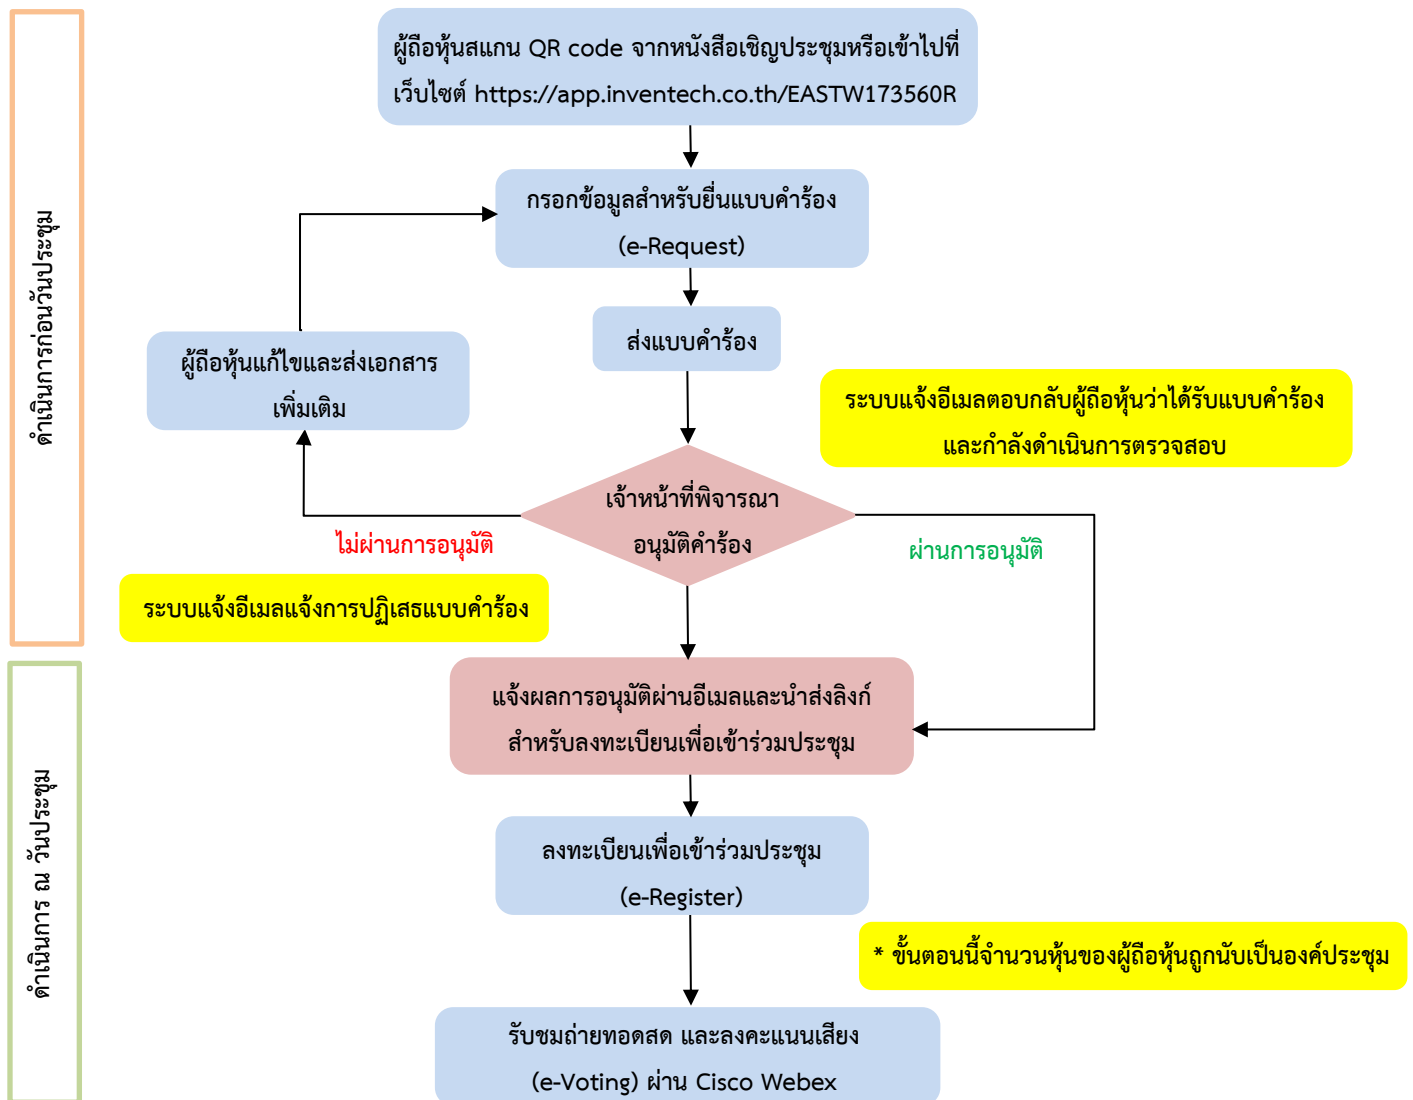 ดำเนินการก่อนวันประชุม
ผู้ถือหุ้นสแกน QR code จากหนังสือเชิญประชุมหรือเข้าไปที่
เว็บไซต์ https://app.inventech.co.th/EASTW173560R
กรอกข้อมูลสำหรับยื่นแบบคำร้อง
(e-Request)
ส่งแบบคำร้อง
ผู้ถือหุ้นแก้ไขและส่งเอกสาร
เพิ่มเติม
ระบบแจ้งอีเมลตอบกลับผู้ถือหุ้นว่าได้รับแบบคำร้อง
และกำลังดำเนินการตรวจสอบ
เจ้าหน้าที่พิจารณา
อนุมัติคำร้อง
ไม่ผ่านการอนุมัติ
ผ่านการอนุมัติ
ระบบแจ้งอีเมลแจ้งการปฏิเสธแบบคำร้อง
ดำเนินการ ณ วันประชุม
แจ้งผลการอนุมัติผ่านอีเมลและนำส่งลิงก์
สำหรับลงทะเบียนเพื่อเข้าร่วมประชุม
ลงทะเบียนเพื่อเข้าร่วมประชุม
(e-Register)
* ขั้นตอนนี้จำนวนหุ้นของผู้ถือหุ้นถูกนับเป็นองค์ประชุม
รับชมถ่ายทอดสด และลงคะแนนเสียง
(e-Voting) ผ่าน Cisco Webex